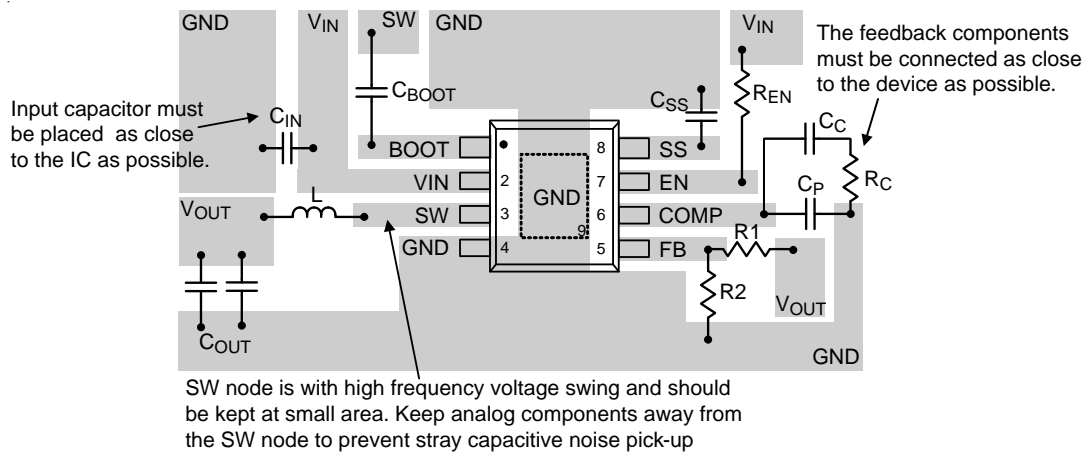 GND
VIN
SW
GND
VIN
The feedback components
must be connected as close
to the device as possible.
Input capacitor must
be placed as close
to the IC as possible.
CIN
CBOOT
CSS
REN
CC
RC
CP
BOOT
VIN
SW
GND
2
3
4
GND
9
8
7
6
5
SS
EN
COMP
FB
VOUT
L
R1
R2
VOUT
COUT
GND
SW node is with high frequency voltage swing and should
be kept at small area. Keep analog components away from
the SW node to prevent stray capacitive noise pick-up